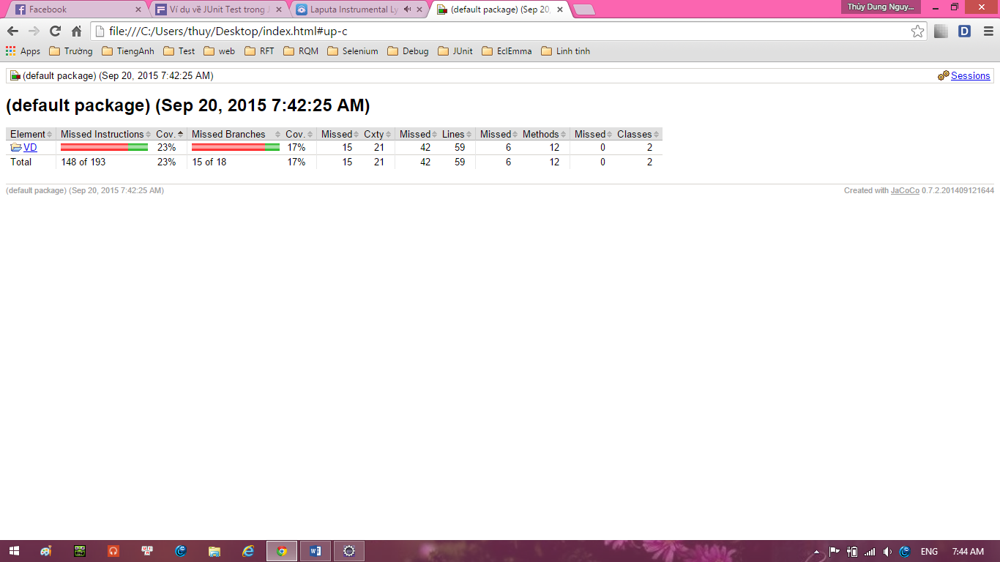 Facebook
Ví dụ về JUnit Test trong J
Laputa Instrumental Ly
(default package) (Sep 20,
Thùy Dung Nguy...
file:///C:/Users/thuy/Desktop/index.html#up-c
Apps Trường TiengAnh Test web RFT RQM Selenium Debug JUnit EclEmma Linh tinh
(default package) (Sep 20, 2015 7:42:25 AM) Sessions
(default package) (Sep 20, 2015 7:42:25 AM)
Element Missed Instructions Cov. Missed Branches Cov. Missed Cxty Missed Lines Missed Methods Missed Classes
VD 23% 17% 15 21 42 59 6 12 0 2
Total 148 of 193 23% 15 of 18 17% 15 21 42 59 6 12 0 2
(default package) (Sep 20, 2015 7:42:25 AM) Created with JaCoCo 0.7.2.201409121644
ENG 7:44 AM